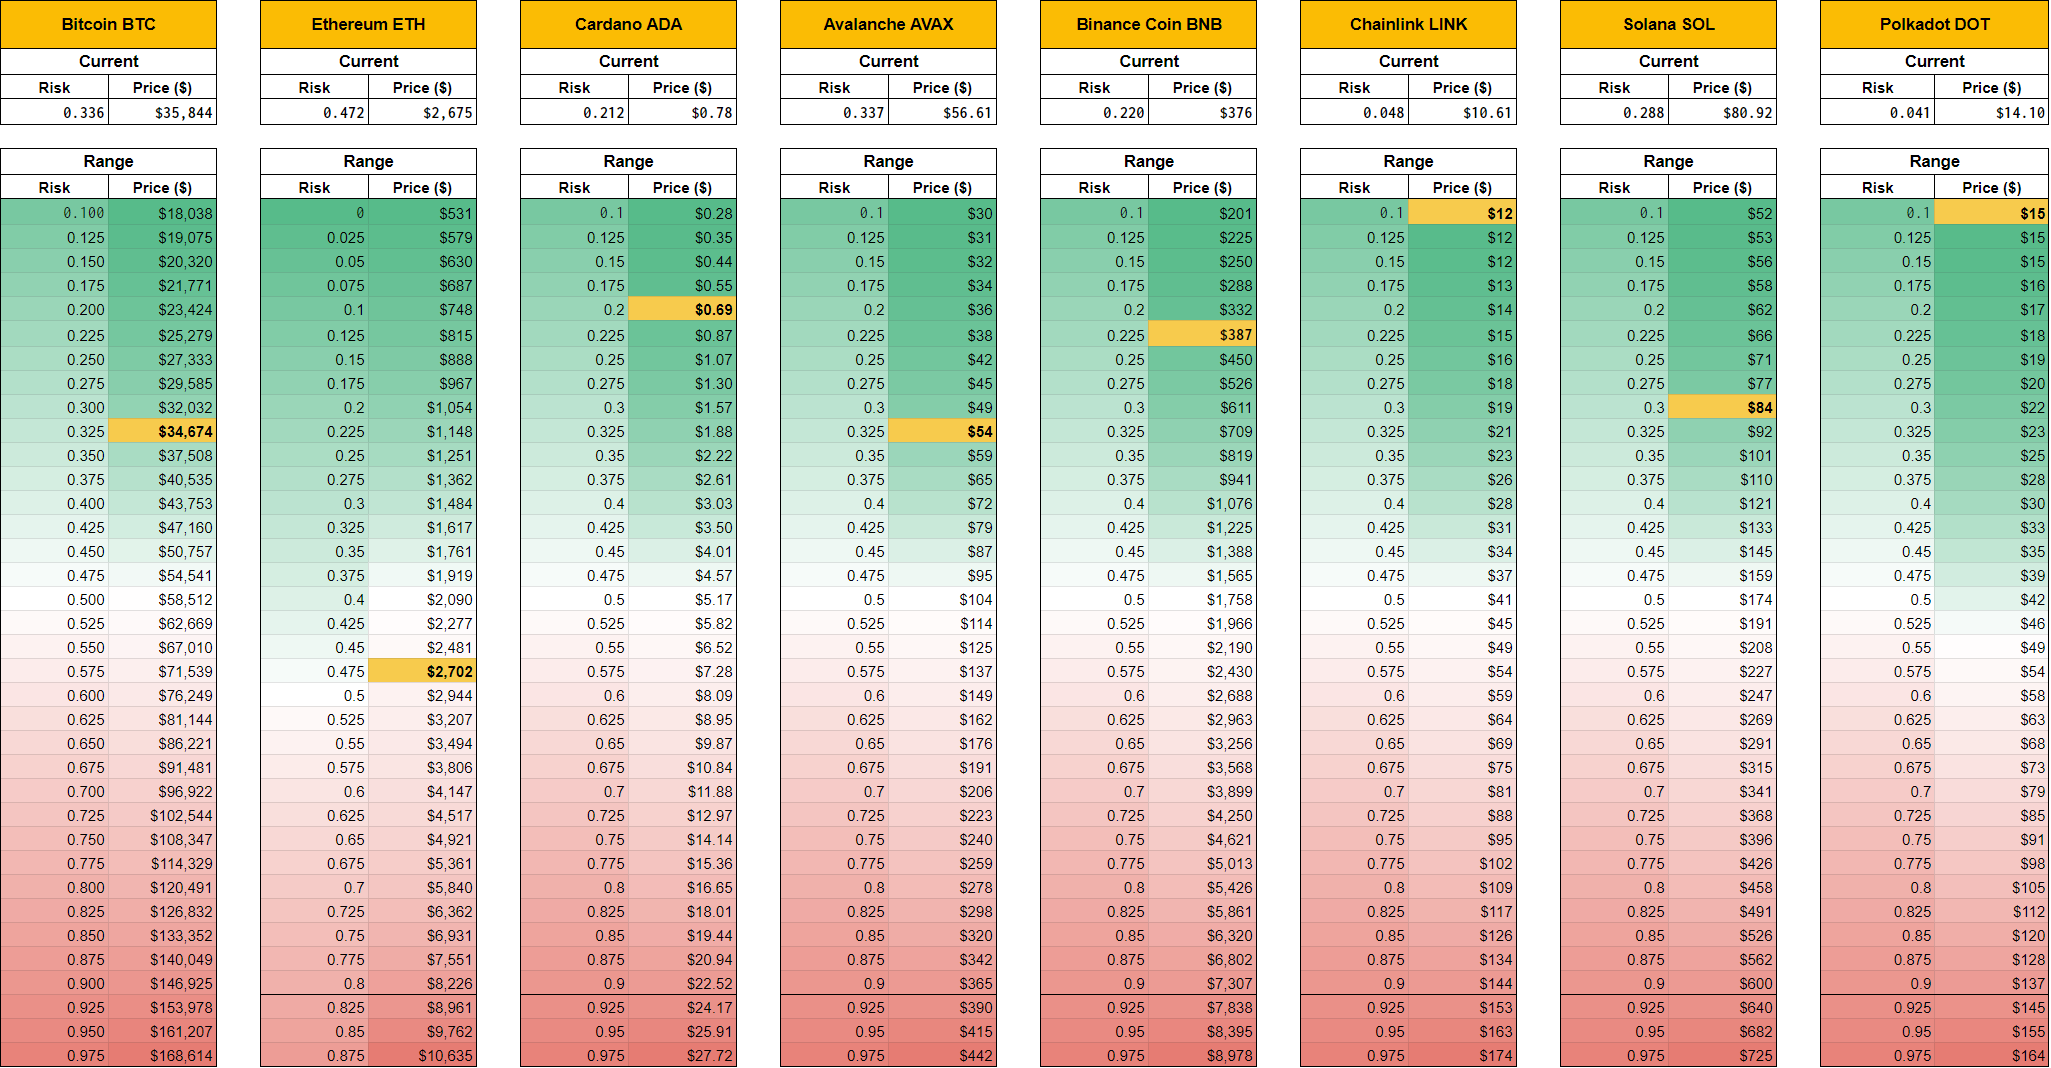 Bitcoin BTC Ethereum ETH Cardano ADA Avalanche AVAX Binance Coin BNB Chainlink LINK Solana SOL Polkadot DOT
Current Current Current Current Current Current Current Current
Risk Price ($) Risk Price ($) Risk Price ($) Risk Price ($) Risk Price ($) Risk Price ($) Risk Price ($) Risk Price ($)
0.336 $35,844 0.472 $2,675 0.212 $0.78 0.337 $56.61 0.220 $376 0.048 $10.61 0.288 $80.92 0.041 $14.10
Range Range Range Range Range Range Range Range
Risk Price ($) Risk Price ($) Risk Price ($) Risk Price ($) Risk Price ($) Risk Price ($) Risk Price ($) Risk Price ($)
0.100 $18,038 0 $531 0.1 $0.28 0.1 $30 0.1 $201 0.1 $12 0.1 $52 0.1 $15
0.125 $19,075 0.025 $579 0.125 $0.35 0.125 $31 0.125 $225 0.125 $12 0.125 $53 0.125 $15
0.150 $20,320 0.05 $630 0.15 $0.44 0.15 $32 0.15 $250 0.15 $12 0.15 $56 0.15 $15
0.175 $21,771 0.075 $687 0.175 $0.55 0.175 $34 0.175 $288 0.175 $13 0.175 $58 0.175 $16
0.200 $23,424 0.1 $748 0.2 $0.69 0.2 $36 0.2 $332 0.2 $14 0.2 $62 0.2 $17
0.225 $25,279 0.125 $815 0.225 $0.87 0.225 $38 0.225 $387 0.225 $15 0.225 $66 0.225 $18
0.250 $27,333 0.15 $888 0.25 $1.07 0.25 $42 0.25 $450 0.25 $16 0.25 $71 0.25 $19
0.275 $29,585 0.175 $967 0.275 $1.30 0.275 $45 0.275 $526 0.275 $18 0.275 $77 0.275 $20
0.300 $32,032 0.2 $1,054 0.3 $1.57 0.3 $49 0.3 $611 0.3 $19 0.3 $84 0.3 $22
0.325 $34,674 0.225 $1,148 0.325 $1.88 0.325 $54 0.325 $709 0.325 $21 0.325 $92 0.325 $23
0.350 $37,508 0.25 $1,251 0.35 $2.22 0.35 $59 0.35 $819 0.35 $23 0.35 $101 0.35 $25
0.375 $40,535 0.275 $1,362 0.375 $2.61 0.375 $65 0.375 $941 0.375 $26 0.375 $110 0.375 $28
0.400 $43,753 0.3 $1,484 0.4 $3.03 0.4 $72 0.4 $1,076 0.4 $28 0.4 $121 0.4 $30
0.425 $47,160 0.325 $1,617 0.425 $3.50 0.425 $79 0.425 $1,225 0.425 $31 0.425 $133 0.425 $33
0.450 $50,757 0.35 $1,761 0.45 $4.01 0.45 $87 0.45 $1,388 0.45 $34 0.45 $145 0.45 $35
0.475 $54,541 0.375 $1,919 0.475 $4.57 0.475 $95 0.475 $1,565 0.475 $37 0.475 $159 0.475 $39
0.500 $58,512 0.4 $2,090 0.5 $5.17 0.5 $104 0.5 $1,758 0.5 $41 0.5 $174 0.5 $42
0.525 $62,669 0.425 $2,277 0.525 $5.82 0.525 $114 0.525 $1,966 0.525 $45 0.525 $191 0.525 $46
0.550 $67,010 0.45 $2,481 0.55 $6.52 0.55 $125 0.55 $2,190 0.55 $49 0.55 $208 0.55 $49
0.575 $71,539 0.475 $2,702 0.575 $7.28 0.575 $137 0.575 $2,430 0.575 $54 0.575 $227 0.575 $54
0.600 $76,249 0.5 $2,944 0.6 $8.09 0.6 $149 0.6 $2,688 0.6 $59 0.6 $247 0.6 $58
0.625 $81,144 0.525 $3,207 0.625 $8.95 0.625 $162 0.625 $2,963 0.625 $64 0.625 $269 0.625 $63
0.650 $86,221 0.55 $3,494 0.65 $9.87 0.65 $176 0.65 $3,256 0.65 $69 0.65 $291 0.65 $68
0.675 $91,481 0.575 $3,806 0.675 $10.84 0.675 $191 0.675 $3,568 0.675 $75 0.675 $315 0.675 $73
0.700 $96,922 0.6 $4,147 0.7 $11.88 0.7 $206 0.7 $3,899 0.7 $81 0.7 $341 0.7 $79
0.725 $102,544 0.625 $4,517 0.725 $12.97 0.725 $223 0.725 $4,250 0.725 $88 0.725 $368 0.725 $85
0.750 $108,347 0.65 $4,921 0.75 $14.14 0.75 $240 0.75 $4,621 0.75 $95 0.75 $396 0.75 $91
0.775 $114,329 0.675 $5,361 0.775 $15.36 0.775 $259 0.775 $5,013 0.775 $102 0.775 $426 0.775 $98
0.800 $120,491 0.7 $5,840 0.8 $16.65 0.8 $278 0.8 $5,426 0.8 $109 0.8 $458 0.8 $105
0.825 $126,832 0.725 $6,362 0.825 $18.01 0.825 $298 0.825 $5,861 0.825 $117 0.825 $491 0.825 $112
0.850 $133,352 0.75 $6,931 0.85 $19.44 0.85 $320 0.85 $6,320 0.85 $126 0.85 $526 0.85 $120
0.875 $140,049 0.775 $7,551 0.875 $20.94 0.875 $342 0.875 $6,802 0.875 $134 0.875 $562 0.875 $128
0.900 $146,925 0.8 $8,226 0.9 $22.52 0.9 $365 0.9 $7,307 0.9 $144 0.9 $600 0.9 $137
0.925 $153,978 0.825 $8,961 0.925 $24.17 0.925 $390 0.925 $7,838 0.925 $153 0.925 $640 0.925 $145
0.950 $161,207 0.85 $9,762 0.95 $25.91 0.95 $415 0.95 $8,395 0.95 $163 0.95 $682 0.95 $155
0.975 $168,614 0.875 $10,635 0.975 $27.72 0.975 $442 0.975 $8,978 0.975 $174 0.975 $725 0.975 $164